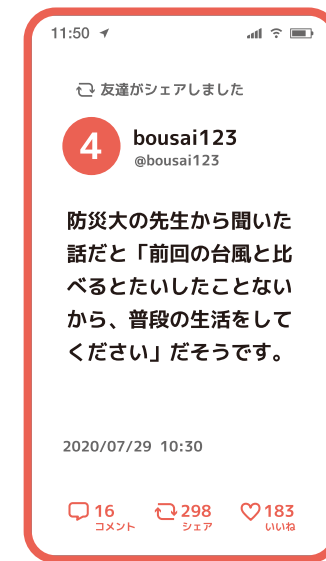 11:50
友達がシェアしました
4
bousai123
@bousai123
防災大の先生から聞いた
話だと「前回の台風と比
べるとたいしたことない
から、普段の生活をして
ください」だそうです。
2020/07/29 10:30
16 298 183
コメント シェア いいね